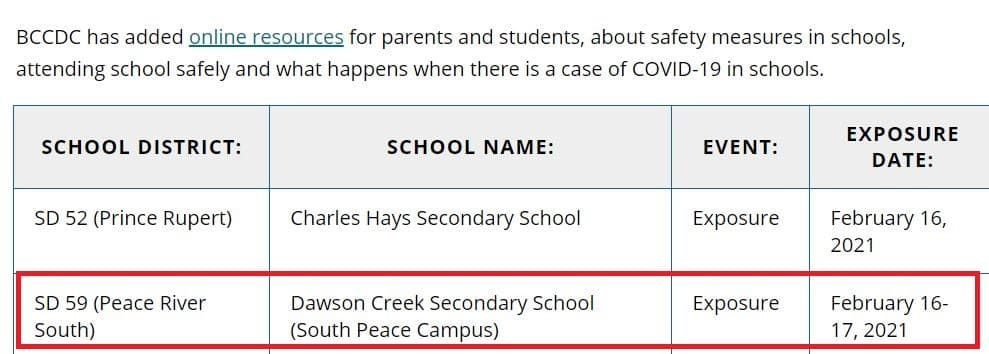 BCCDC has added online resources for parents and students, about safety measures in schools,
attending school safely and what happens when there is a case of COVID-19 in schools.
SCHOOL DISTRICT:
SCHOOL NAME:
EVENT:
EXPOSURE
DATE:
SD 52 (Prince Rupert)
Charles Hays Secondary School
Exposure
February 16,
2021
SD 59 (Peace River
South)
Dawson Creek Secondary School
(South Peace Campus)
Exposure
February 16-
17, 2021